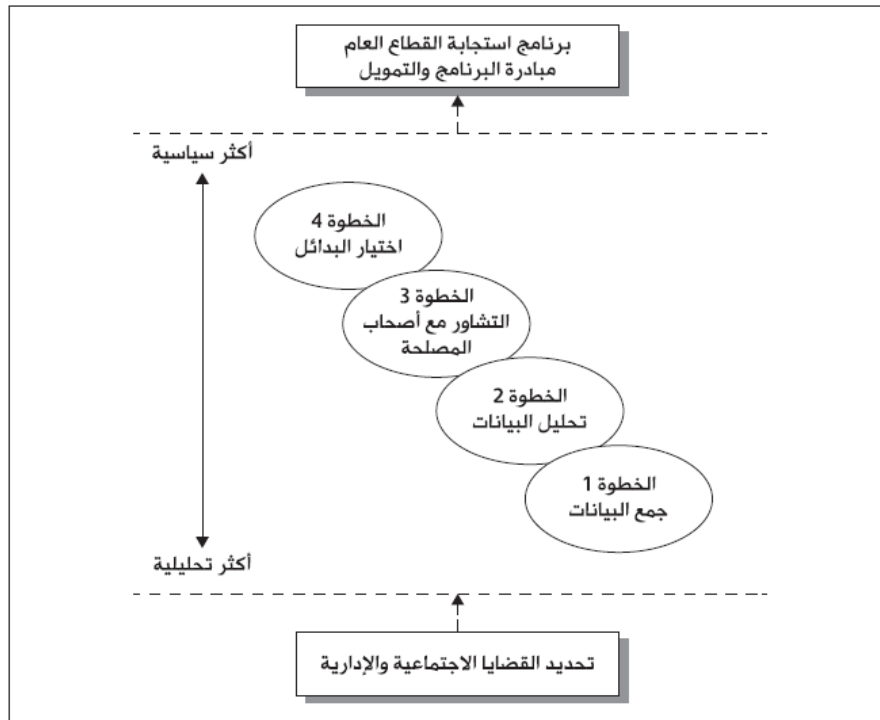 برنامج استجابة القطاع العام
مبادرة البرنامج والتمويل
أكثر سياسية
الخطوة 4
اختيار البدائل
الخطوة 3
التشاور مع أصحاب
المصلحة
الخطوة 2
تحليل البيانات
الخطوة 1
جمع البيانات
أكثر تحليلية
تحديد القضايا الاجتماعية والإدارية